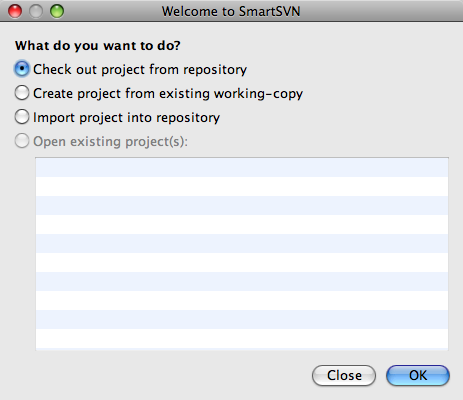 Welcome to SmartSVN
What do you want to do?
Check out project from repository
Create project from existing working-copy
Import project into repository
Open existing project(s):
Close OK